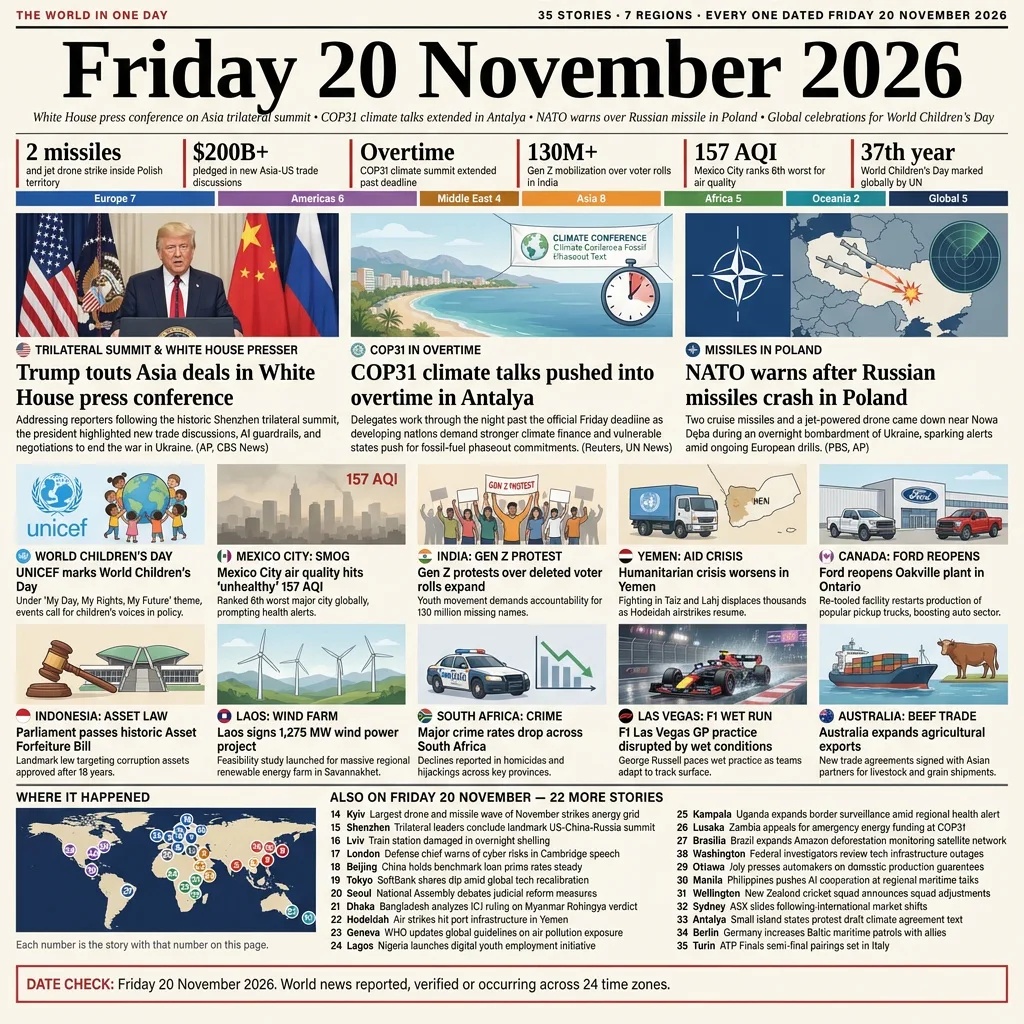 THE WORLD IN ONE DAY
35 STORIES · 7 REGIONS · EVERY ONE DATED FRIDAY 20 NOVEMBER 2026
Friday 20 November 2026
White House press conference on Asia trilateral summit • COP31 climate talks extended in Antalya • NATO warns over Russian missile in Poland • Global celebrations for World Children's Day
2 missiles
and jet drone strike inside Polish
territory
$200B+
pledged in new Asia-US trade
discussions
Overtime
COP31 climate summit extended
past deadline
130M+
Gen Z mobilization over voter rolls
in India
157 AQI
Mexico City ranks 6th worst for
air quality
37th year
World Children's Day marked
globally by UN
Europe 7
Americas 6
Middle East 4
Asia 8
Africa 5
Oceania 2
Global 5
CLIMATE CONFERENCE
Climate Conferlaca Fossif
Phaseout Text
TRILATERAL SUMMIT & WHITE HOUSE PRESSER
Trump touts Asia deals in White
House press conference
Addressing reporters following the historic Shenzhen trilateral summit,
the president highlighted new trade discussions, AI guardrails, and
negotiations to end the war in Ukraine. (AP, CBS News)
COP31 IN OVERTIME
COP31 climate talks pushed into
overtime in Antalya
Delegates work through the night past the official Friday deadline as
developing nations demand stronger climate finance and vulnerable
states push for fossil-fuel phaseout commitments. (Reuters, UN News)
MISSILES IN POLAND
NATO warns after Russian
missiles crash in Poland
Two cruise missiles and a jet-powered drone came down near Nowa
Dęba during an overnight bombardment of Ukraine, sparking alerts
amid ongoing European drills. (PBS, AP)
unicef
WORLD CHILDREN'S DAY
UNICEF marks World Children's
Day
Under 'My Day, My Rights, My Future' theme,
events call for children's voices in policy.
157 AQI
MEXICO CITY: SMOG
Mexico City air quality hits
'unhealthy' 157 AQI
Ranked 6th worst major city globally,
prompting health alerts.
GEN Z PROTEST
INDIA: GEN Z PROTEST
Gen Z protests over deleted voter
rolls expand
Youth movement demands accountability for
130 million missing names.
MEN
YEMEN: AID CRISIS
Humanitarian crisis worsens in
Yemen
Fighting in Taiz and Lahj displaces thousands
as Hodeidah airstrikes resume.
Ford
CANADA: FORD REOPENS
Ford reopens Oakville plant in
Ontario
Re-tooled facility restarts production of
popular pickup trucks, boosting auto sector.
INDONESIA: ASSET LAW
Parliament passes historic Asset
Forfeiture Bill
Landmark lew targeting corruption assets
approved after 18 years.
LAOS: WIND FARM
Laos signs 1,275 MW wind power
project
Feasibility study launched for massive regional
renewable energy farm in Savannakhet.
SOUTH AFRICA: CRIME
Major crime rates drop across
South Africa
Declines reported in homicides and
hijackings across key provinces.
LAS VEGAS: F1 WET RUN
F1 Las Vegas GP practice
disrupted by wet conditions
George Russell paces wet practice as teams
adapt to track surface.
AUSTRALIA: BEEF TRADE
Australia expands agricultural
exports
New trade agreements signed with Asian
partners for livestock and grain shipments.
WHERE IT HAPPENED
Each number is the story with that number on this page.
ALSO ON FRIDAY 20 NOVEMBER — 22 MORE STORIES
14 Kyiv Largest drone and missile wave of November strikes energy grid
15 Shenzhen Trilateral leaders conclude landmark US-China-Russia summit
16 Lviv Train station damaged in overnight shelling
17 London Defense chief warns of cyber risks in Cambridge speech
18 Beijing China holds benchmark loan prima rates steady
19 Tokyo SoftBank shares dlp amid global tech recalibration
20 Seoul National Assembly debates judicial reform measures
21 Dhaka Bangladesh analyzes ICJ ruling on Myanmar Rohingya verdict
22 Hodeldah Air strikes hit port infrastructure in Yemen
23 Geneva WHO updates global guidelines on air pollution exposure
24 Lagos Nigeria launches digital youth employment initiative
25 Kampala Uganda expands border surveillance amid regional health alert
26 Lusaka Zambia appeals for emergency energy funding at COP3f
27 Brasilia Brazil expands Amazon deforestation monitoring satellite network
38 Washington Federal investigators review tech infrastructure outages
29 Ottawa Joly presses automakers on domestic production guarentees
30 Manila Philippines pushes AI cooperation at regional maritime talks
31 Wellington New Zealand cricket squad announces squad adjustments
32 Sydney ASX slides following-international market shifts
33 Antalya Small island states protest draft climate agreement text
34 Berlin Germany increases Baltic maritime patrols with allies
35 Turin ATP Finals semi-final pairings set in Italy
DATE CHECK: Friday 20 November 2026. World news reported, verified or occurring across 24 time zones.